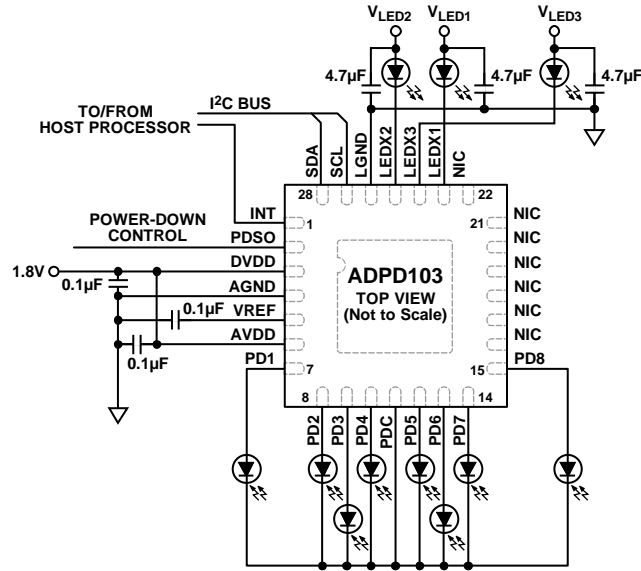 VLED2
VLED1
VLED3
4.7µF
4.7µF
4.7µF
I2C BUS
TO/FROM
HOST PROCESSOR
SDA
SCL
LGND
LEDX2
LEDX3
LEDX1
NIC
28
22
INT
1
21
NIC
POWER-DOWN
CONTROL
PDSO
NIC
1.8V
DVDD
NIC
0.1µF
AGND
NIC
0.1µF
VREF
NIC
AVDD
NIC
0.1µF
ADPD103
TOP VIEW
(Not to Scale)
PD1
7
15
PD8
8
14
PD2
PD3
PD4
PDC
PD5
PD6
PD7